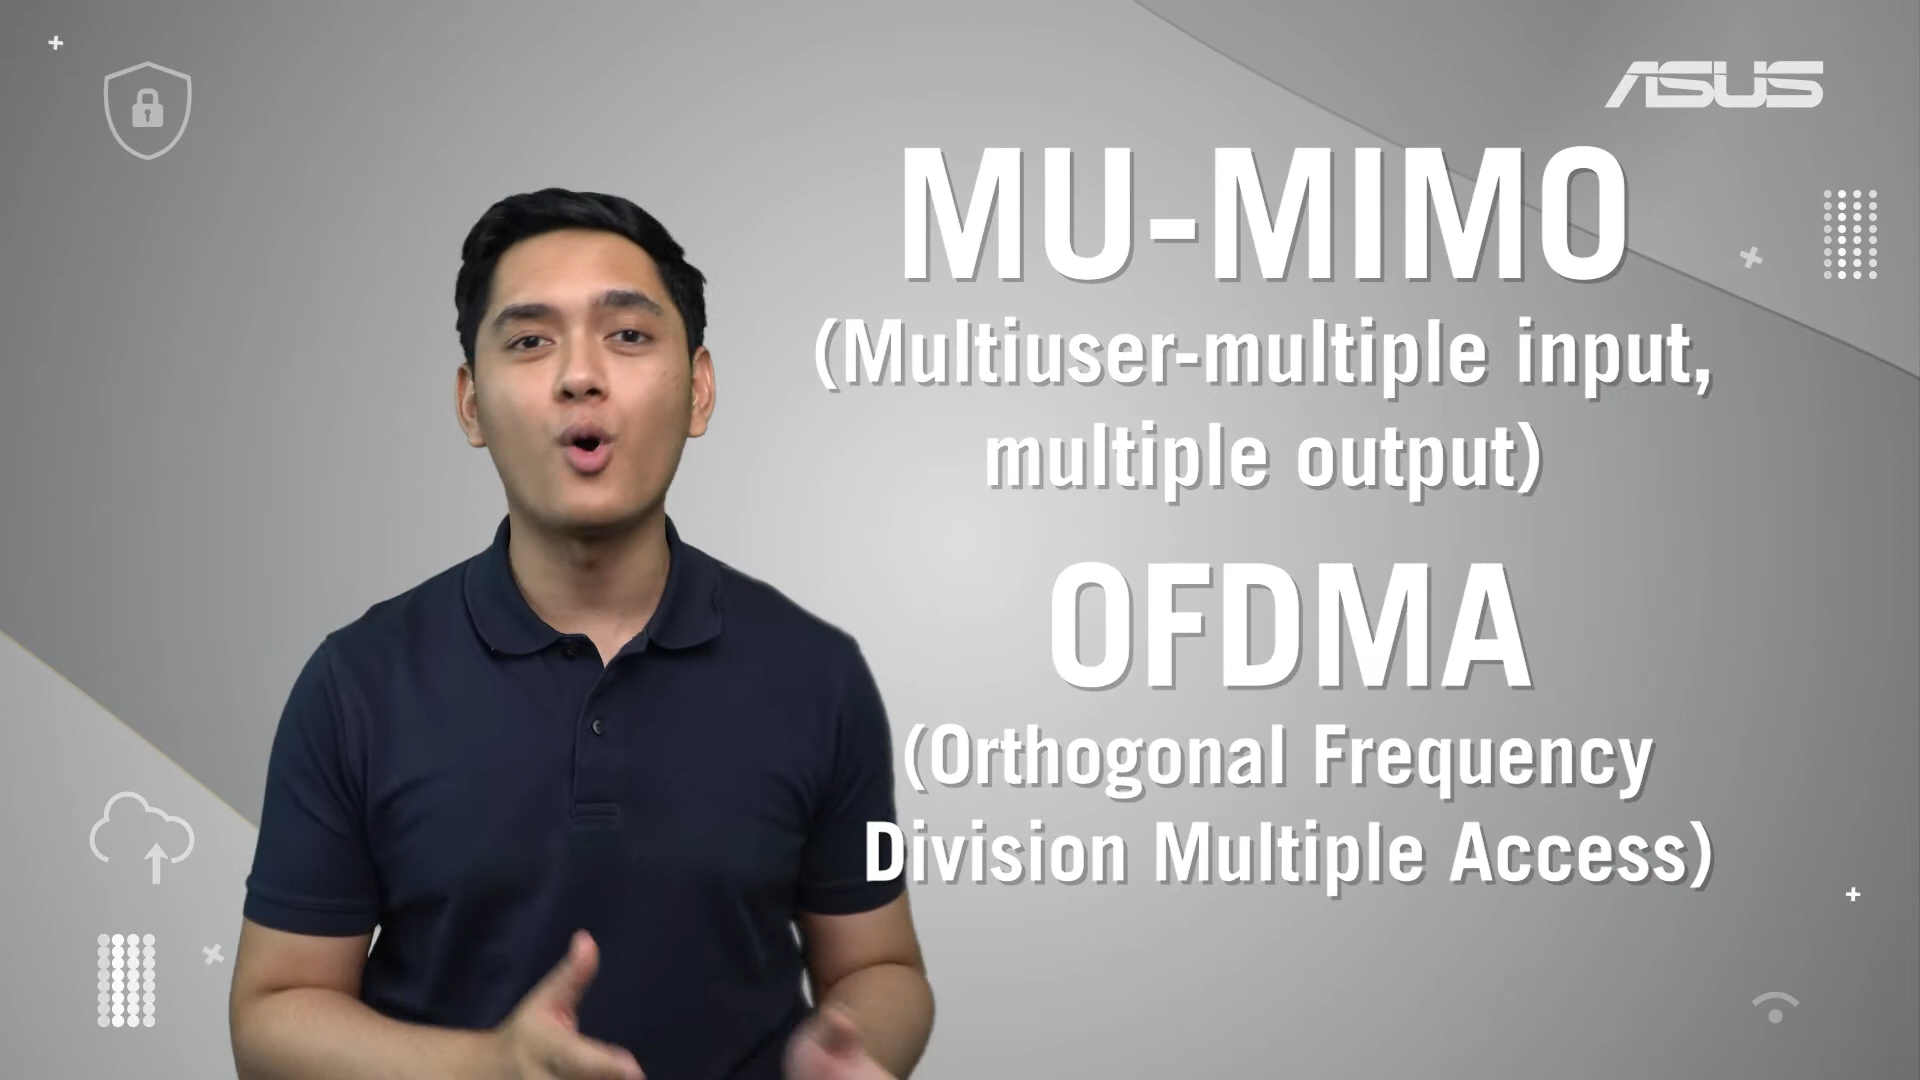 ASUS
MU-MIMO
(Multiuser-multiple input,
multiple output)
OFDMA
(Orthogonal Frequency
Division Multiple Access)